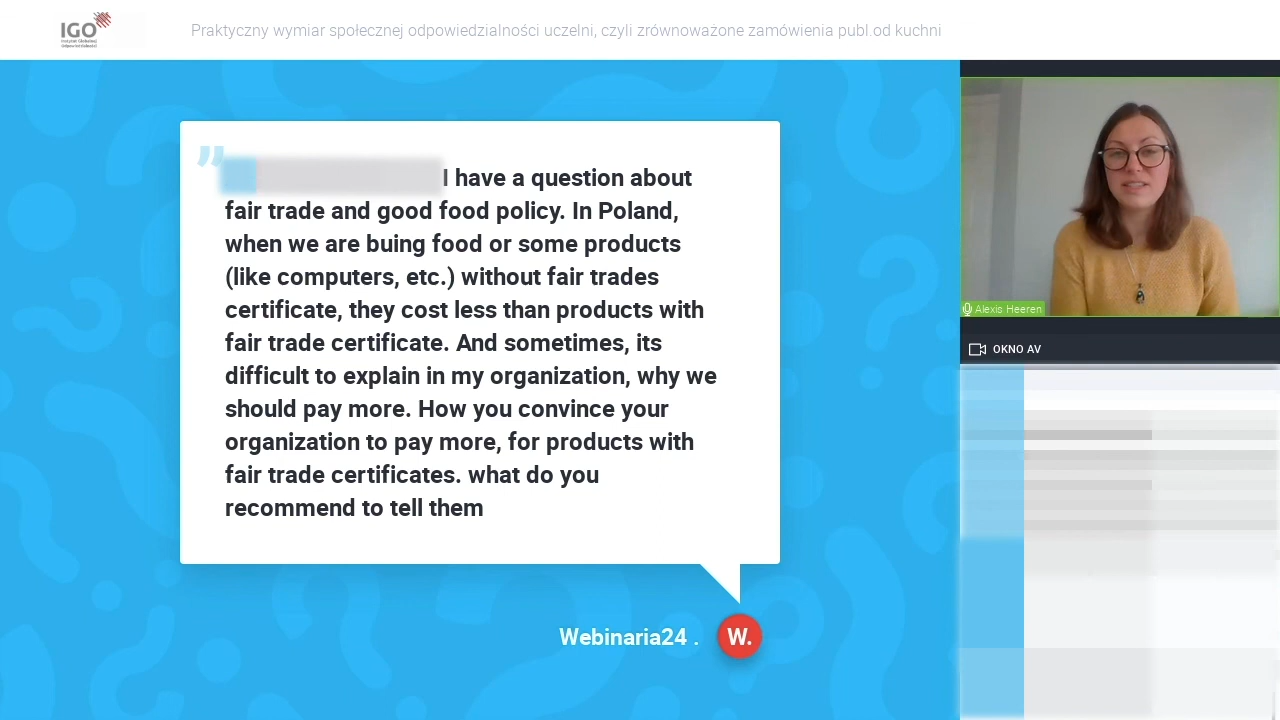 IGO
Instytut Globalnej
Odpowiedzialności
Praktyczny wymiar społecznej odpowiedzialności uczelni, czyli zrównoważone zamówienia publ.od kuchni
”
I have a question about
fair trade and good food policy. In Poland,
when we are buing food or some products
(like computers, etc.) without fair trades
certificate, they cost less than products with
fair trade certificate. And sometimes, its
difficult to explain in my organization, why we
should pay more. How you convince your
organization to pay more, for products with
fair trade certificates. what do you
recommend to tell them
Webinaria24 .
W.
Alexis Heeren
OKNO AV